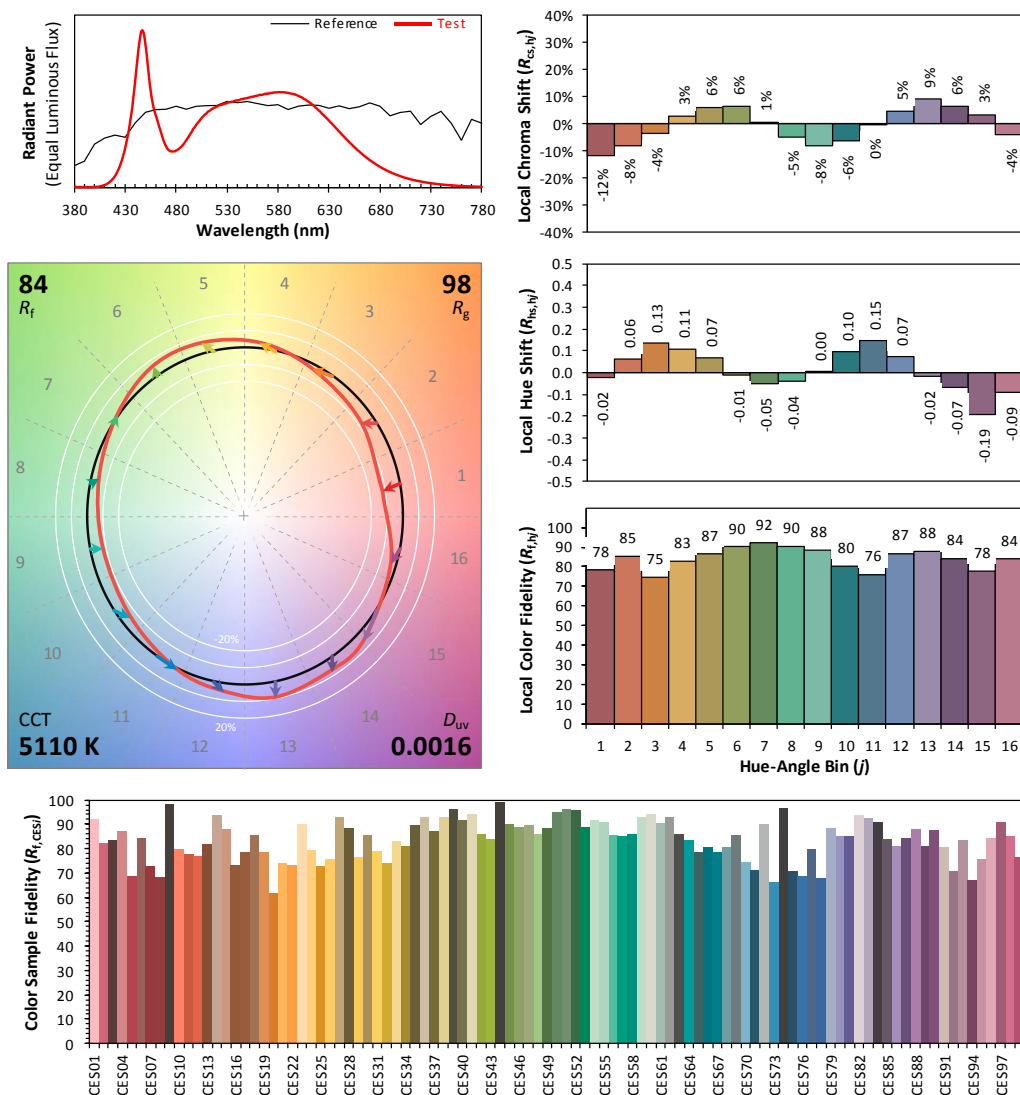 Radiant Power
(Equal Luminous Flux)
Reference
Test
380 430 480 530 580 630 680 730 780
Wavelength (nm)
Local Chroma Shift (Rcs,hj)
40%
30%
20%
10%
0%
-10%
-20%
-30%
-40%
-12% -8% -4% 3% 6% 6% 1% -5% -8% -6% 0% 5% 9% 6% 3% -4%
84
Rf
98
Rg
5 4
6 3
7 2
8 1
9 16
10 15
11 14
12 13
-20%
20%
CCT
5110 K
Duv
0.0016
Local Hue Shift (Rhs,hj)
0.5
0.4
0.3
0.2
0.1
0.0
-0.1
-0.2
-0.3
-0.4
-0.5
-0.02 0.06 0.13 0.11 0.07 -0.01 -0.05 -0.04 0.00 0.10 0.15 0.07 -0.02 -0.07 -0.19 -0.09
Local Color Fidelity (Rf,hj)
100
90
80
70
60
50
40
30
20
10
0
78 85 75 83 87 90 92 90 88 80 76 87 88 84 78 84
1 2 3 4 5 6 7 8 9 10 11 12 13 14 15 16
Hue-Angle Bin (j)
Color Sample Fidelity (Rf,CESi)
100
90
80
70
60
50
40
30
20
10
0
CES01 CES04 CES07 CES10 CES13 CES16 CES19 CES22 CES25 CES28 CES31 CES34 CES37 CES40 CES43 CES46 CES49 CES52 CES55 CES58 CES61 CES64 CES67 CES70 CES73 CES76 CES79 CES82 CES85 CES88 CES91 CES94 CES97